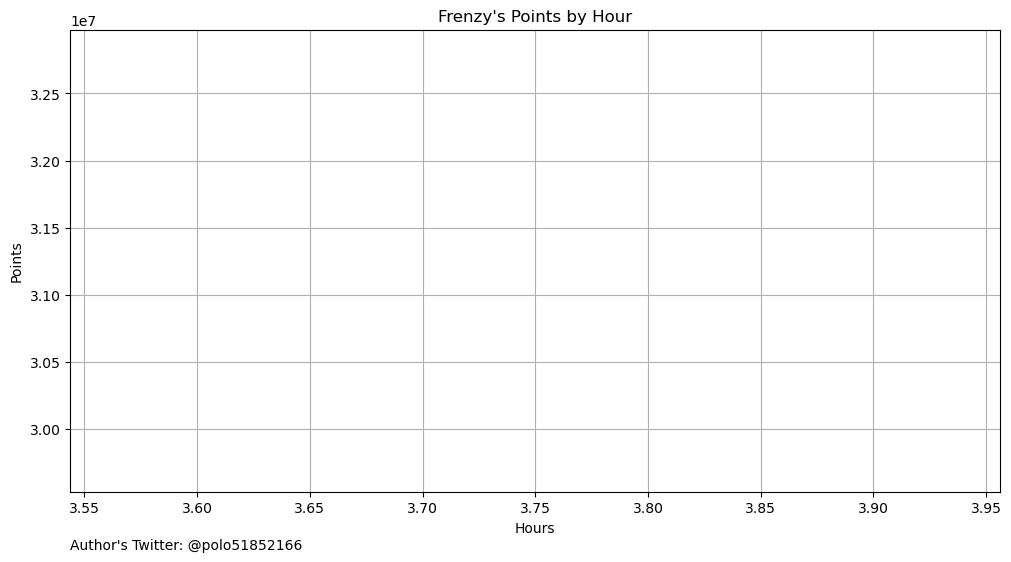 Frenzy's Points by Hour
1e7
3.25
3.20
3.15
3.10
3.05
3.00
Points
3.55 3.60 3.65 3.70 3.75 3.80 3.85 3.90 3.95
Hours
Author's Twitter: @polo51852166